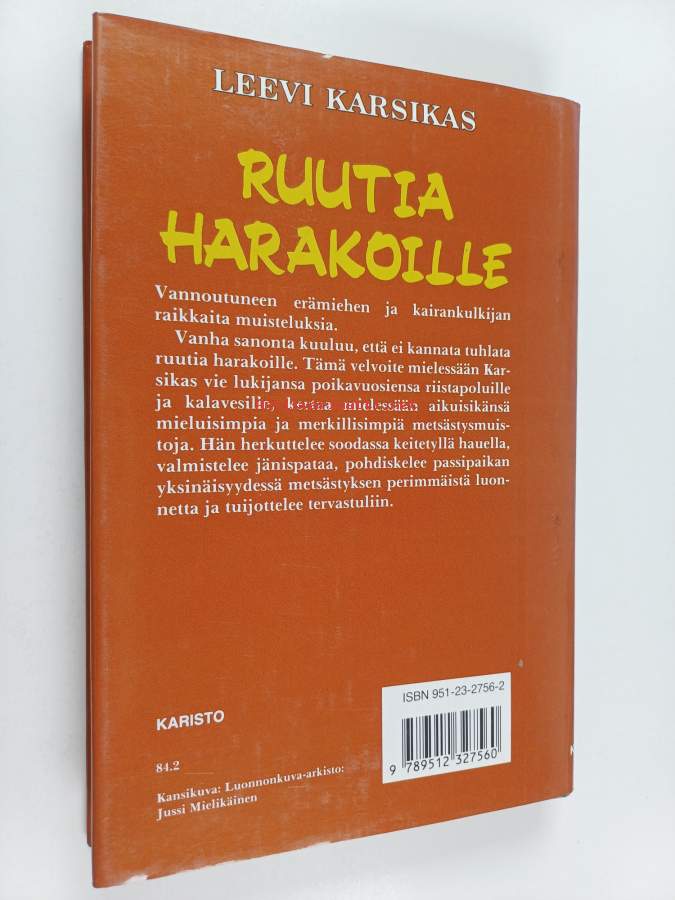 LEEVI KARSIKAS
RUUTIA
HARAKOILLE
Vannoutuneen erämiehen ja kairankulkijan
raikkaita muisteluksia.
Vanha sanonta kuuluu, että ei kannata tuhlata
ruutia harakoille. Tämä velvoite mielessään Kar-
sikas vie lukijansa poikavuosiensa riistapoluille
ja kalavesille, kertaa mielessään aikuisikänsä
mieluisimpia ja merkillisimpiä metsästysmuis-
toja. Hän herkuttelee soodassa keitetyllä hauella,
valmistelee jänispataa, pohdiskelee passipaikan
yksinäisyydessä metsästyksen perimmäistä luon-
netta ja tuijottelee tervastuliin.
ISBN 951-23-2756-2
9 789512 327560
KARISTO
84.2
Kansikuva: Luonnonkuva-arkisto:
Jussi Mielikäinen